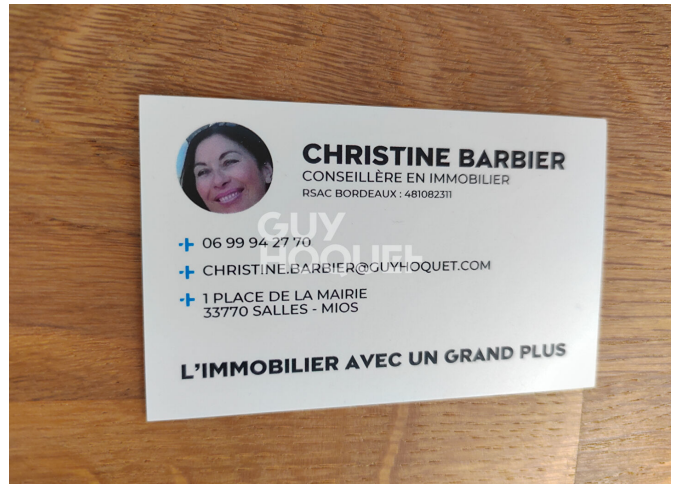 CHRISTINE BARBIER
CONSEILLÈRE EN IMMOBILIER
RSAC BORDEAUX : 481082311
GUY
HOQUET
06 99 94 27 70
CHRISTINE.BARBIER@GUYHOQUET.COM
1 PLACE DE LA MAIRIE
33770 SALLES - MIOS
L'IMMOBILIER AVEC UN GRAND PLUS